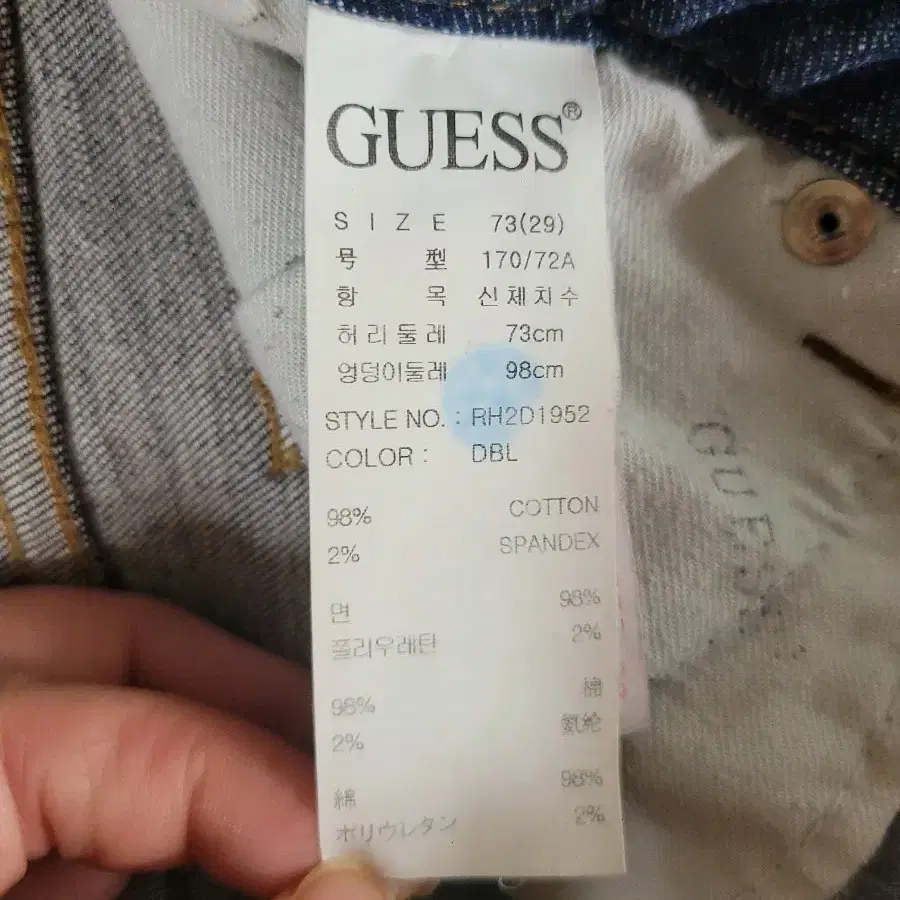 GUESS®
SIZE 73(29)
号型 170/72A
항목 신체치수
허리둘레 73cm
엉덩이둘레 98cm
STYLE NO. : RH2D1952
COLOR : DBL
98% COTTON
2% SPANDEX
면 98%
폴리우레탄 2%
98% 棉
2% 氨纶
綿 98%
ポリウレタン 2%
GUESS